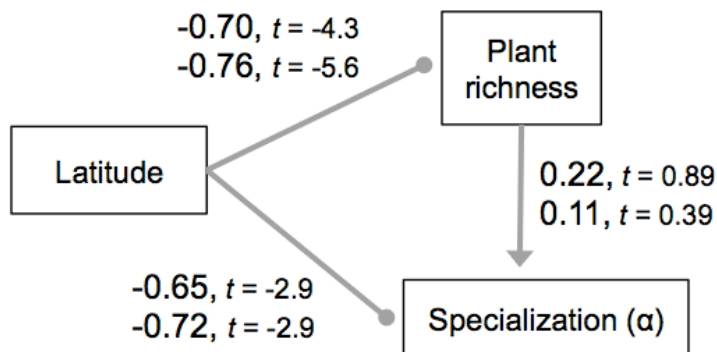 -0.70, t = -4.3
-0.76, t = -5.6
Plant
richness
Latitude
0.22, t = 0.89
0.11, t = 0.39
-0.65, t = -2.9
-0.72, t = -2.9
Specialization (α)